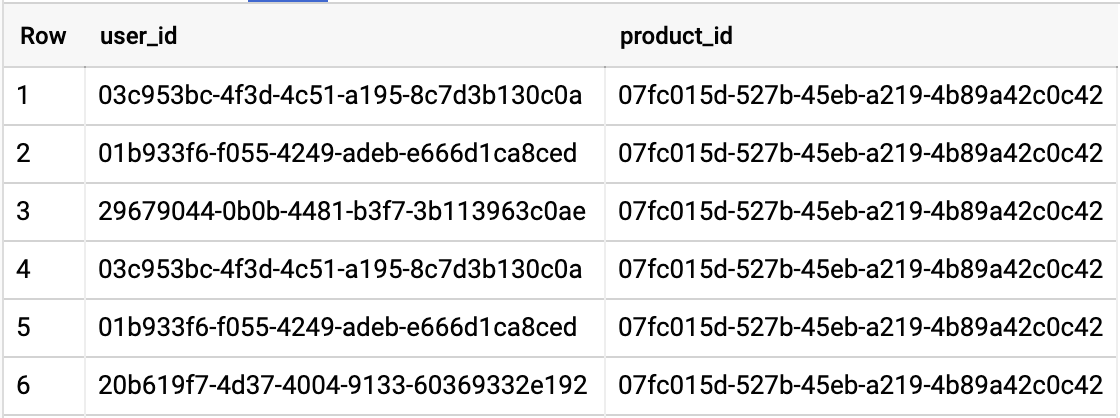 Row user_id product_id
1 03c953bc-4f3d-4c51-a195-8c7d3b130c0a 07fc015d-527b-45eb-a219-4b89a42c0c42
2 01b933f6-f055-4249-adeb-e666d1ca8ced 07fc015d-527b-45eb-a219-4b89a42c0c42
3 29679044-0b0b-4481-b3f7-3b113963c0ae 07fc015d-527b-45eb-a219-4b89a42c0c42
4 03c953bc-4f3d-4c51-a195-8c7d3b130c0a 07fc015d-527b-45eb-a219-4b89a42c0c42
5 01b933f6-f055-4249-adeb-e666d1ca8ced 07fc015d-527b-45eb-a219-4b89a42c0c42
6 20b619f7-4d37-4004-9133-60369332e192 07fc015d-527b-45eb-a219-4b89a42c0c42